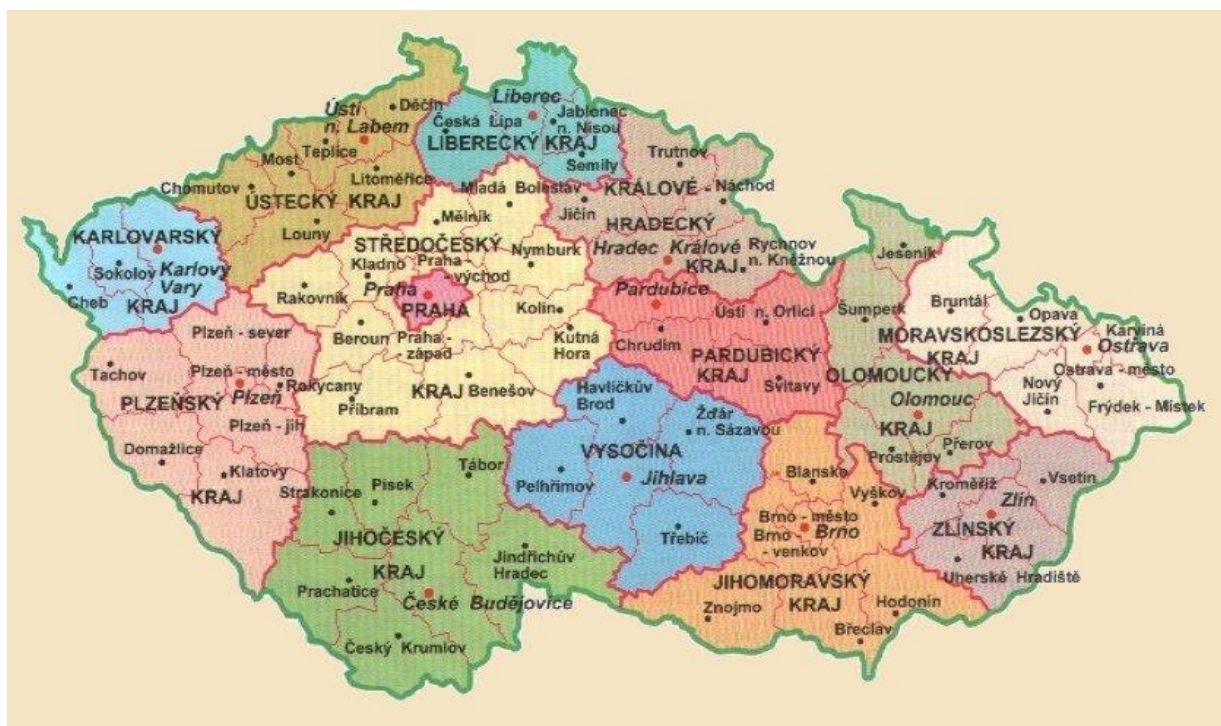 Děčín
Ústí
n. Labem
Teplice
Most
Chomutov
Litoměřice
ÚSTECKÝ KRAJ
Louny
Liberec
Česká Lípa
Jablonec
n. Nisou
LIBERECKÝ KRAJ
Semily
Trutnov
KRÁLOVÉ -
Náchod
Jičín
HRADECKÝ
Hradec Králové
Rychnov
n. Kněžnou
KRAJ
KARLOVARSKÝ
Sokolov
Karlovy
Vary
Cheb
KRAJ
Mladá Boleslav
Mělník
STŘEDOČESKÝ
Nymburk
Kladno
Praha-
- východ
Rakovník
Praha
PRAHA
Kolín
Beroun
Praha -
- západ
Kutná
Hora
KRAJ
Benešov
Příbram
Plzeň - sever
Tachov
Plzeň - město
Rokycany
PLZEŇSKÝ
Plzeň
Plzeň - jih
Domažlice
Klatovy
KRAJ
Pardubice
Ústí n. Orlicí
Chrudim
PARDUBICKÝ
KRAJ
Svitavy
Havlíčkův
Brod
Žďár
n. Sázavou
VYSOČINA
Pelhřimov
Jihlava
Třebíč
Tábor
Písek
Strakonice
JIHOČESKÝ
KRAJ
Jindřichův
Hradec
Prachatice
České Budějovice
Český Krumlov
Jeseník
Šumperk
OLOMOUCKÝ
Olomouc
KRAJ
Přerov
Prostějov
Bruntál
Opava
Karviná
MORAVSKOSLEZSKÝ
Ostrava
KRAJ
Ostrava - město
Nový
Jičín
Frýdek - Místek
Blansko
Vyškov
Brno - město
Brno
Brno
- venkov
JIHOMORAVSKÝ
KRAJ
Znojmo
Hodonín
Břeclav
Kroměříž
Vsetín
Zlín
ZLÍNSKÝ
KRAJ
Uherské Hradiště